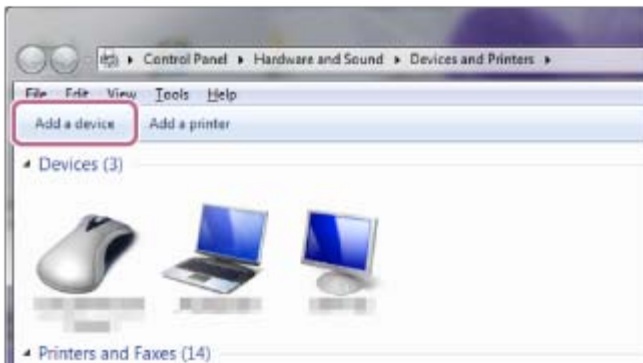 Control Panel ▸ Hardware and Sound ▸ Devices and Printers ▸
File Edit View Tools Help
Add a device Add a printer
Devices (3)
Printers and Faxes (14)